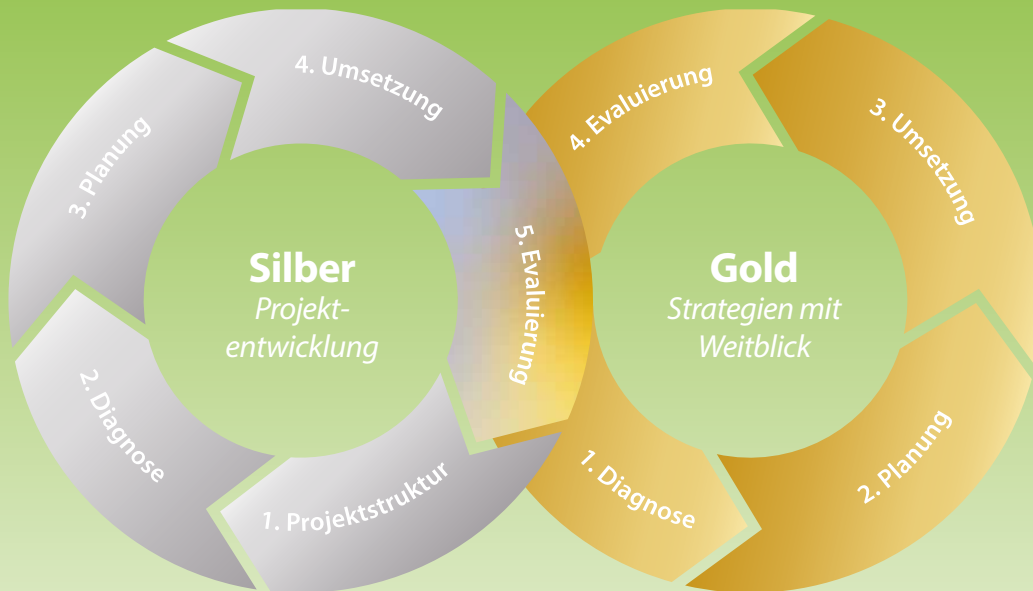 Silber
Projekt-
entwicklung
1. Projektstruktur
2. Diagnose
3. Planung
4. Umsetzung
5. Evaluierung
Gold
Strategien mit
Weitblick
1. Diagnose
2. Planung
3. Umsetzung
4. Evaluierung